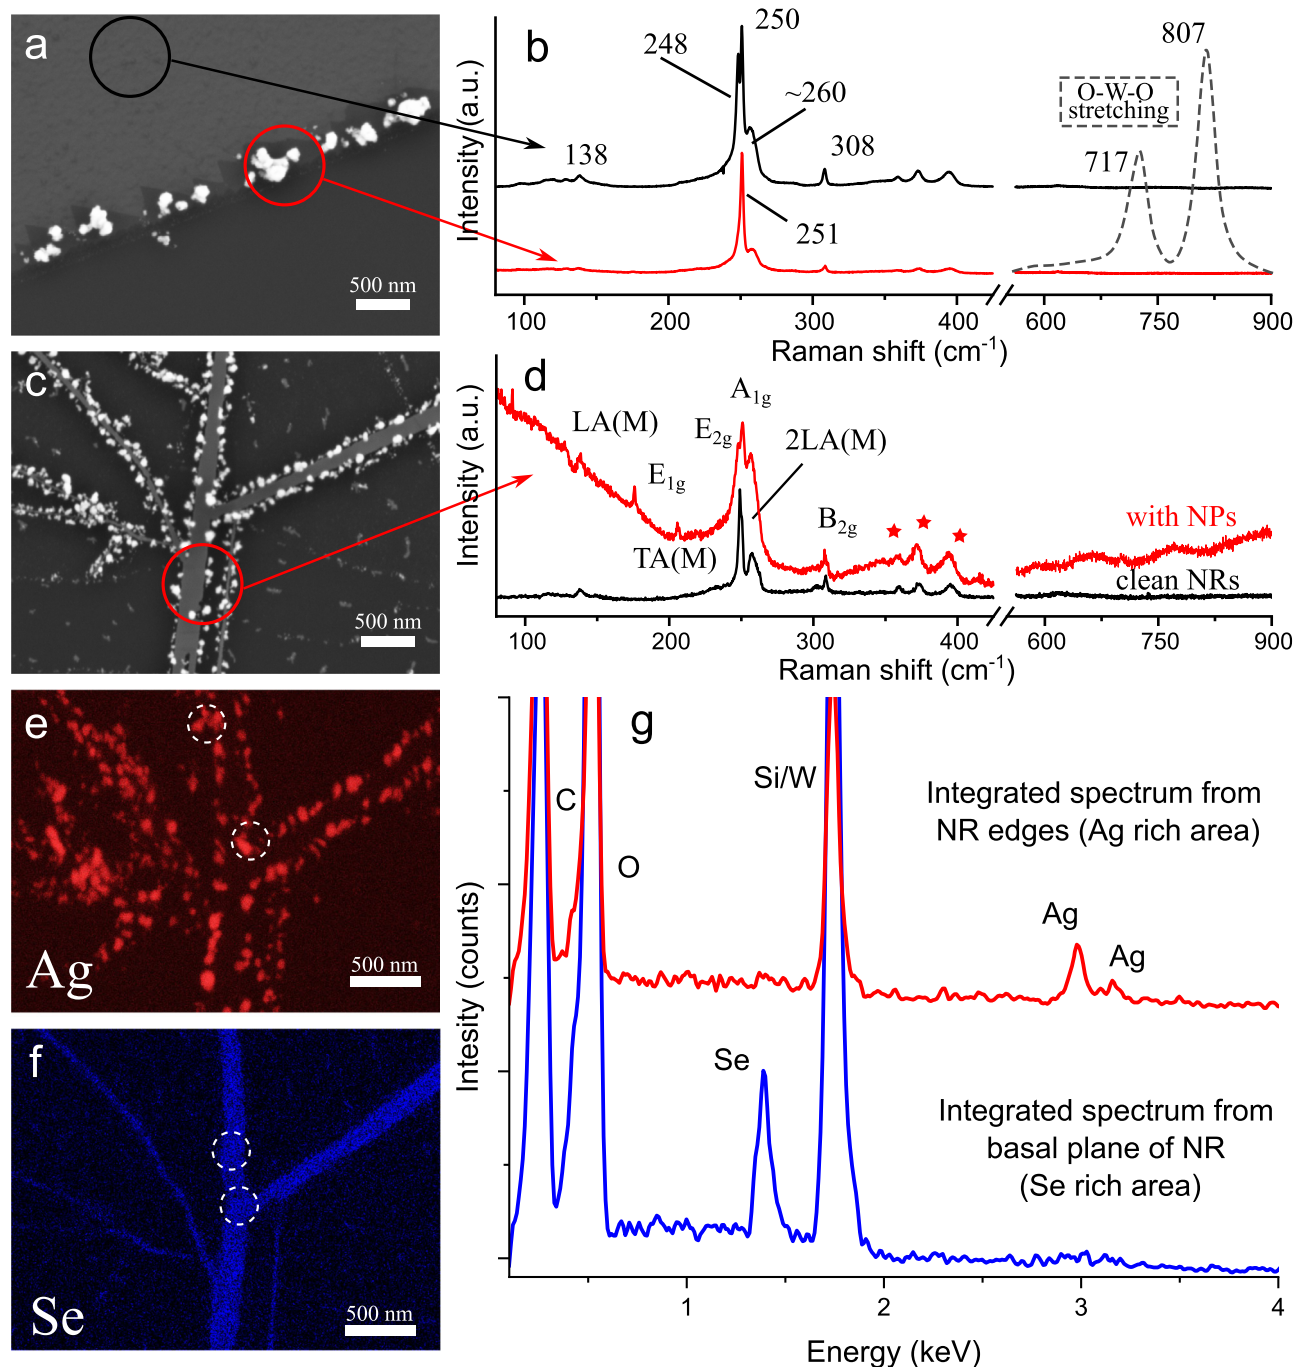 a
500 nm
b
Intensity (a.u.)
248
250
~260
138
308
251
O-W-O
stretching
717
807
100
200
300
400
600
750
900
Raman shift (cm⁻¹)
c
500 nm
d
Intensity (a.u.)
LA(M)
E₁g
TA(M)
E₂g
A₁g
2LA(M)
B₂g
★ ★ ★
with NPs
clean NRs
100
200
300
400
600
750
900
Raman shift (cm⁻¹)
e
Ag
500 nm
f
Se
500 nm
g
Intesity (counts)
C
O
Si/W
Integrated spectrum from
NR edges (Ag rich area)
Ag
Ag
Se
Integrated spectrum from
basal plane of NR
(Se rich area)
1
2
3
4
Energy (keV)